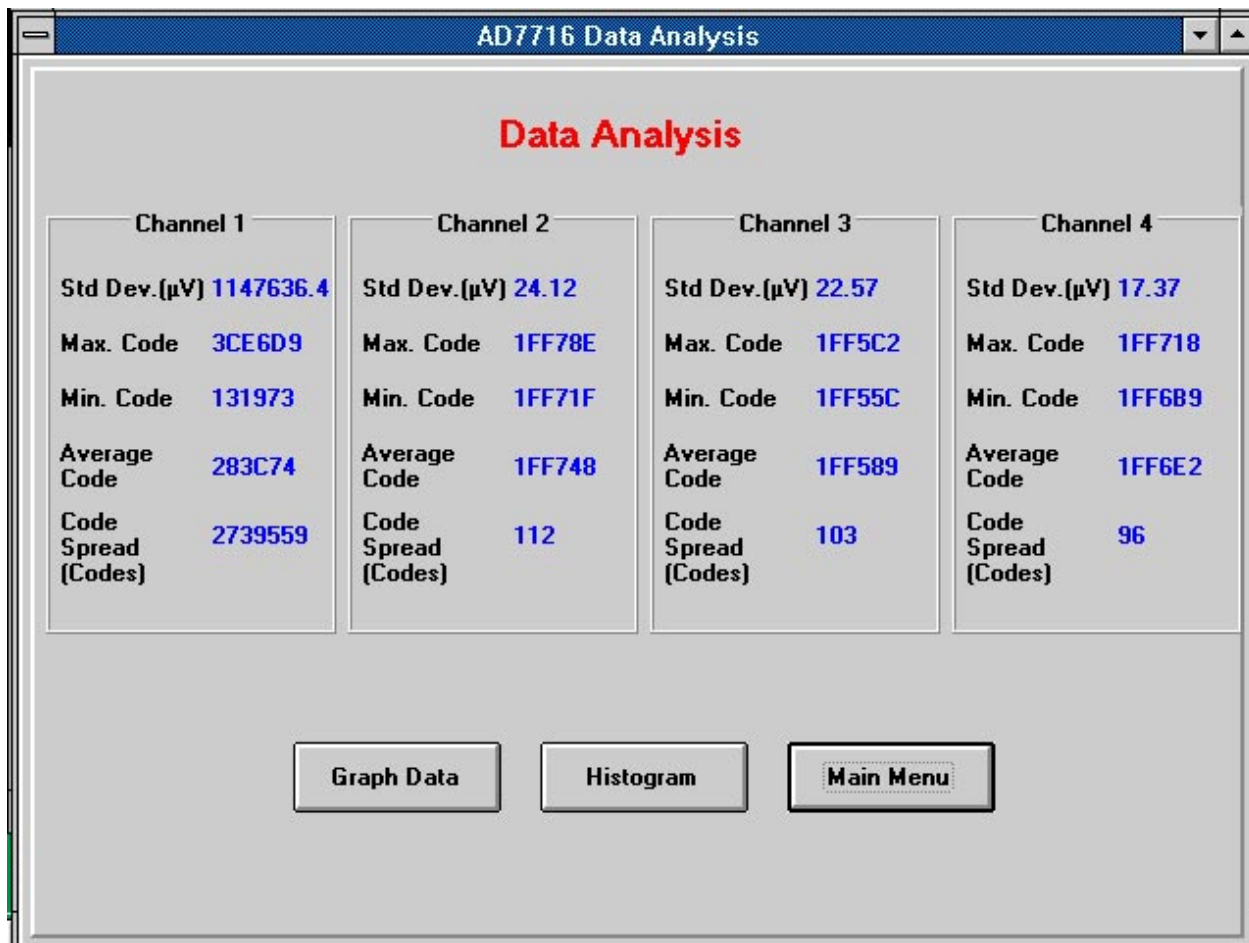 AD7716 Data Analysis
Data Analysis
Channel 1
Std Dev.(µV) 1147636.4
Max. Code 3CE6D9
Min. Code 131973
Average
Code 283C74
Code
Spread 2739559
(Codes)
Channel 2
Std Dev.(µV) 24.12
Max. Code 1FF78E
Min. Code 1FF71F
Average
Code 1FF748
Code
Spread 112
(Codes)
Channel 3
Std Dev.(µV) 22.57
Max. Code 1FF5C2
Min. Code 1FF55C
Average
Code 1FF589
Code
Spread 103
(Codes)
Channel 4
Std Dev.(µV) 17.37
Max. Code 1FF718
Min. Code 1FF6B9
Average
Code 1FF6E2
Code
Spread 96
(Codes)
Graph Data
Histogram
Main Menu